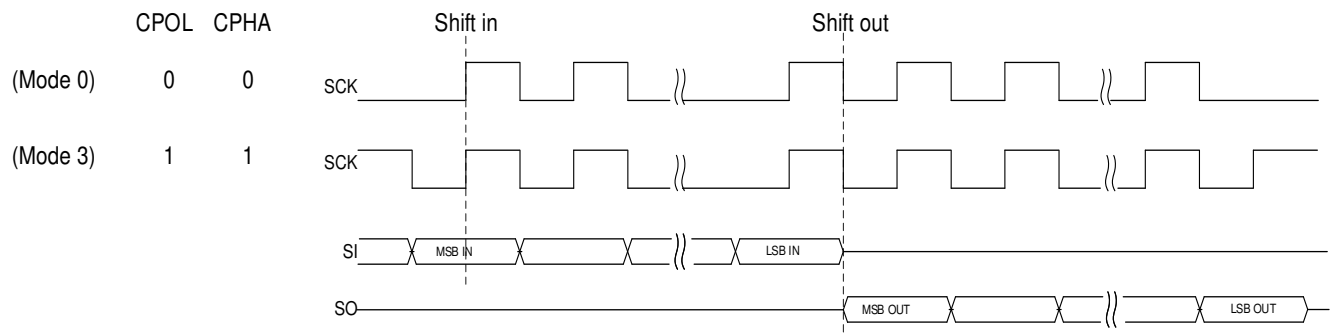 CPOL CPHA Shift in Shift out
(Mode 0) 0 0 SCK
(Mode 3) 1 1 SCK
SI MSB IN LSB IN
SO MSB OUT LSB OUT